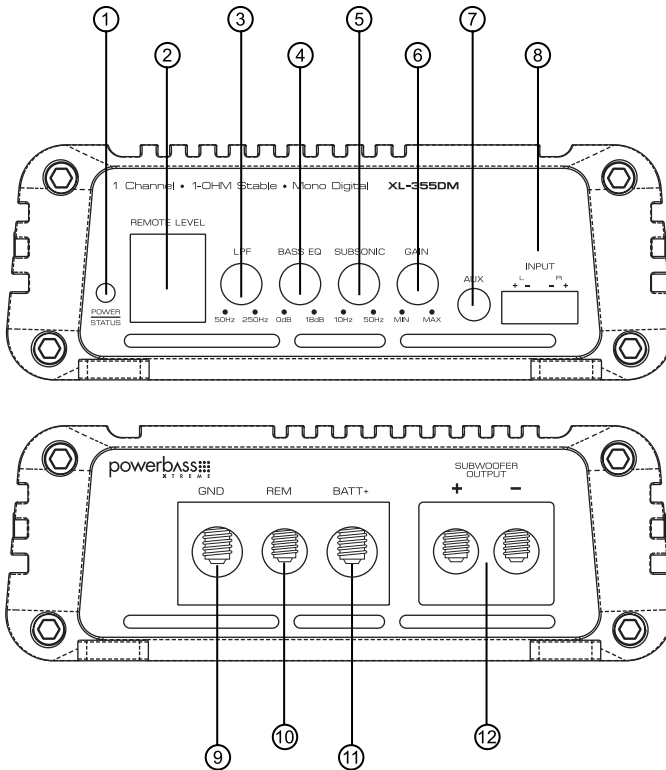 1 2 3 4 5 6 7 8
1 Channel • 1-OHM Stable • Mono Digital XL-355DM
REMOTE LEVEL
LPF BASS EQ SUBSONIC GAIN
AUX
INPUT
L R
+ - - +
POWER
STATUS
50Hz 250Hz 0dB 18dB 10Hz 50Hz MIN MAX
powerbass
XTREME
SUBWOOFER
OUTPUT
GND REM BATT+ + -
9 10 11 12